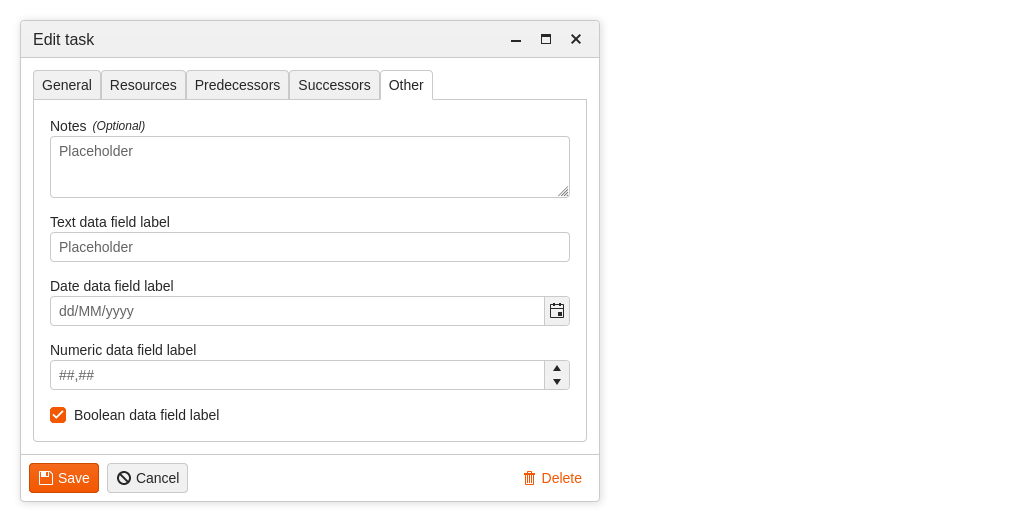 Edit task
General Resources Predecessors Successors Other
Notes (Optional)
Placeholder
Text data field label
Placeholder
Date data field label
dd/MM/yyyy
Numeric data field label
##,##
Boolean data field label
Save Cancel Delete